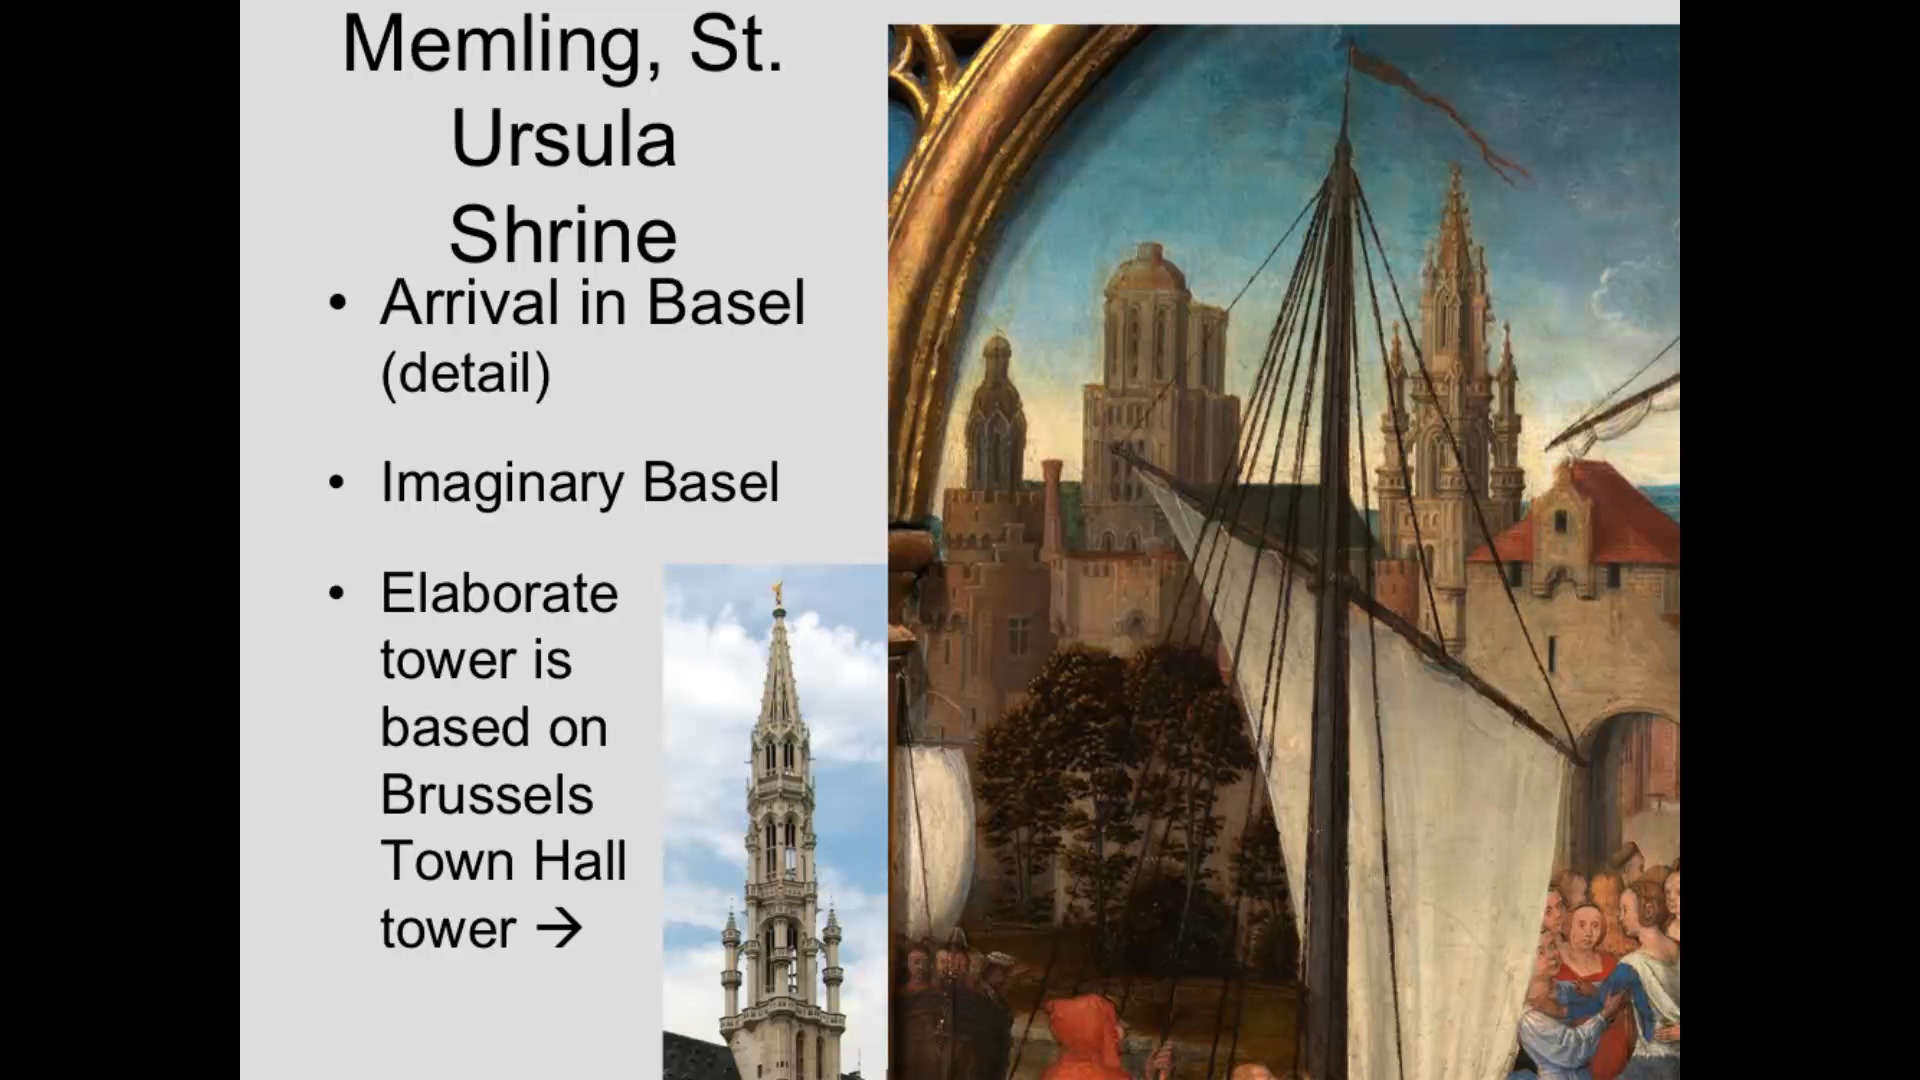 Memling, St.
Ursula
Shrine
• Arrival in Basel
(detail)
• Imaginary Basel
• Elaborate
tower is
based on
Brussels
Town Hall
tower →